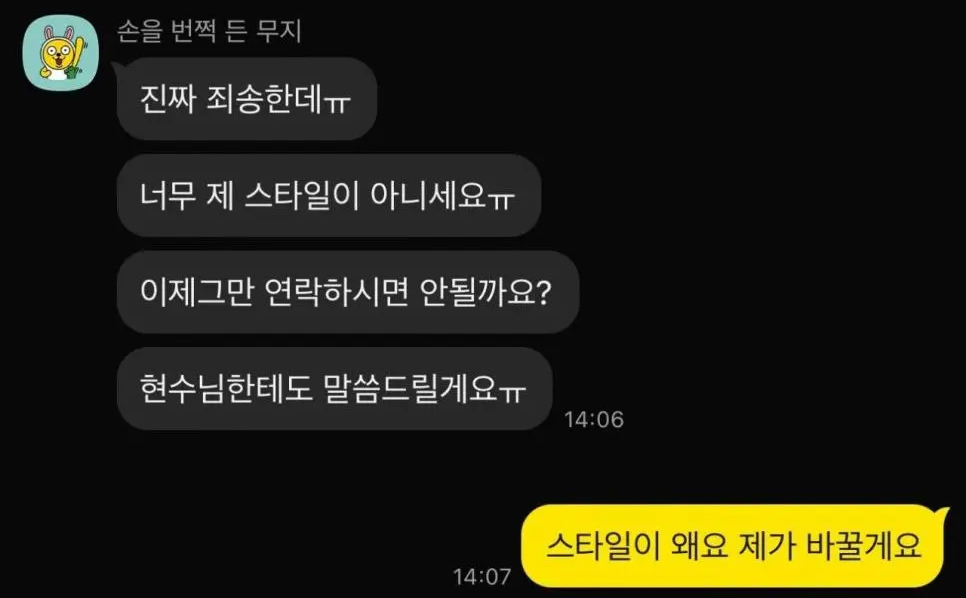 손을 번쩍 든 무지
진짜 죄송한데ㅠ
너무 제 스타일이 아니세요ㅠ
이제그만 연락하시면 안될까요?
현수님한테도 말씀드릴게요ㅠ
14:06
스타일이 왜요 제가 바꿀게요
14:07